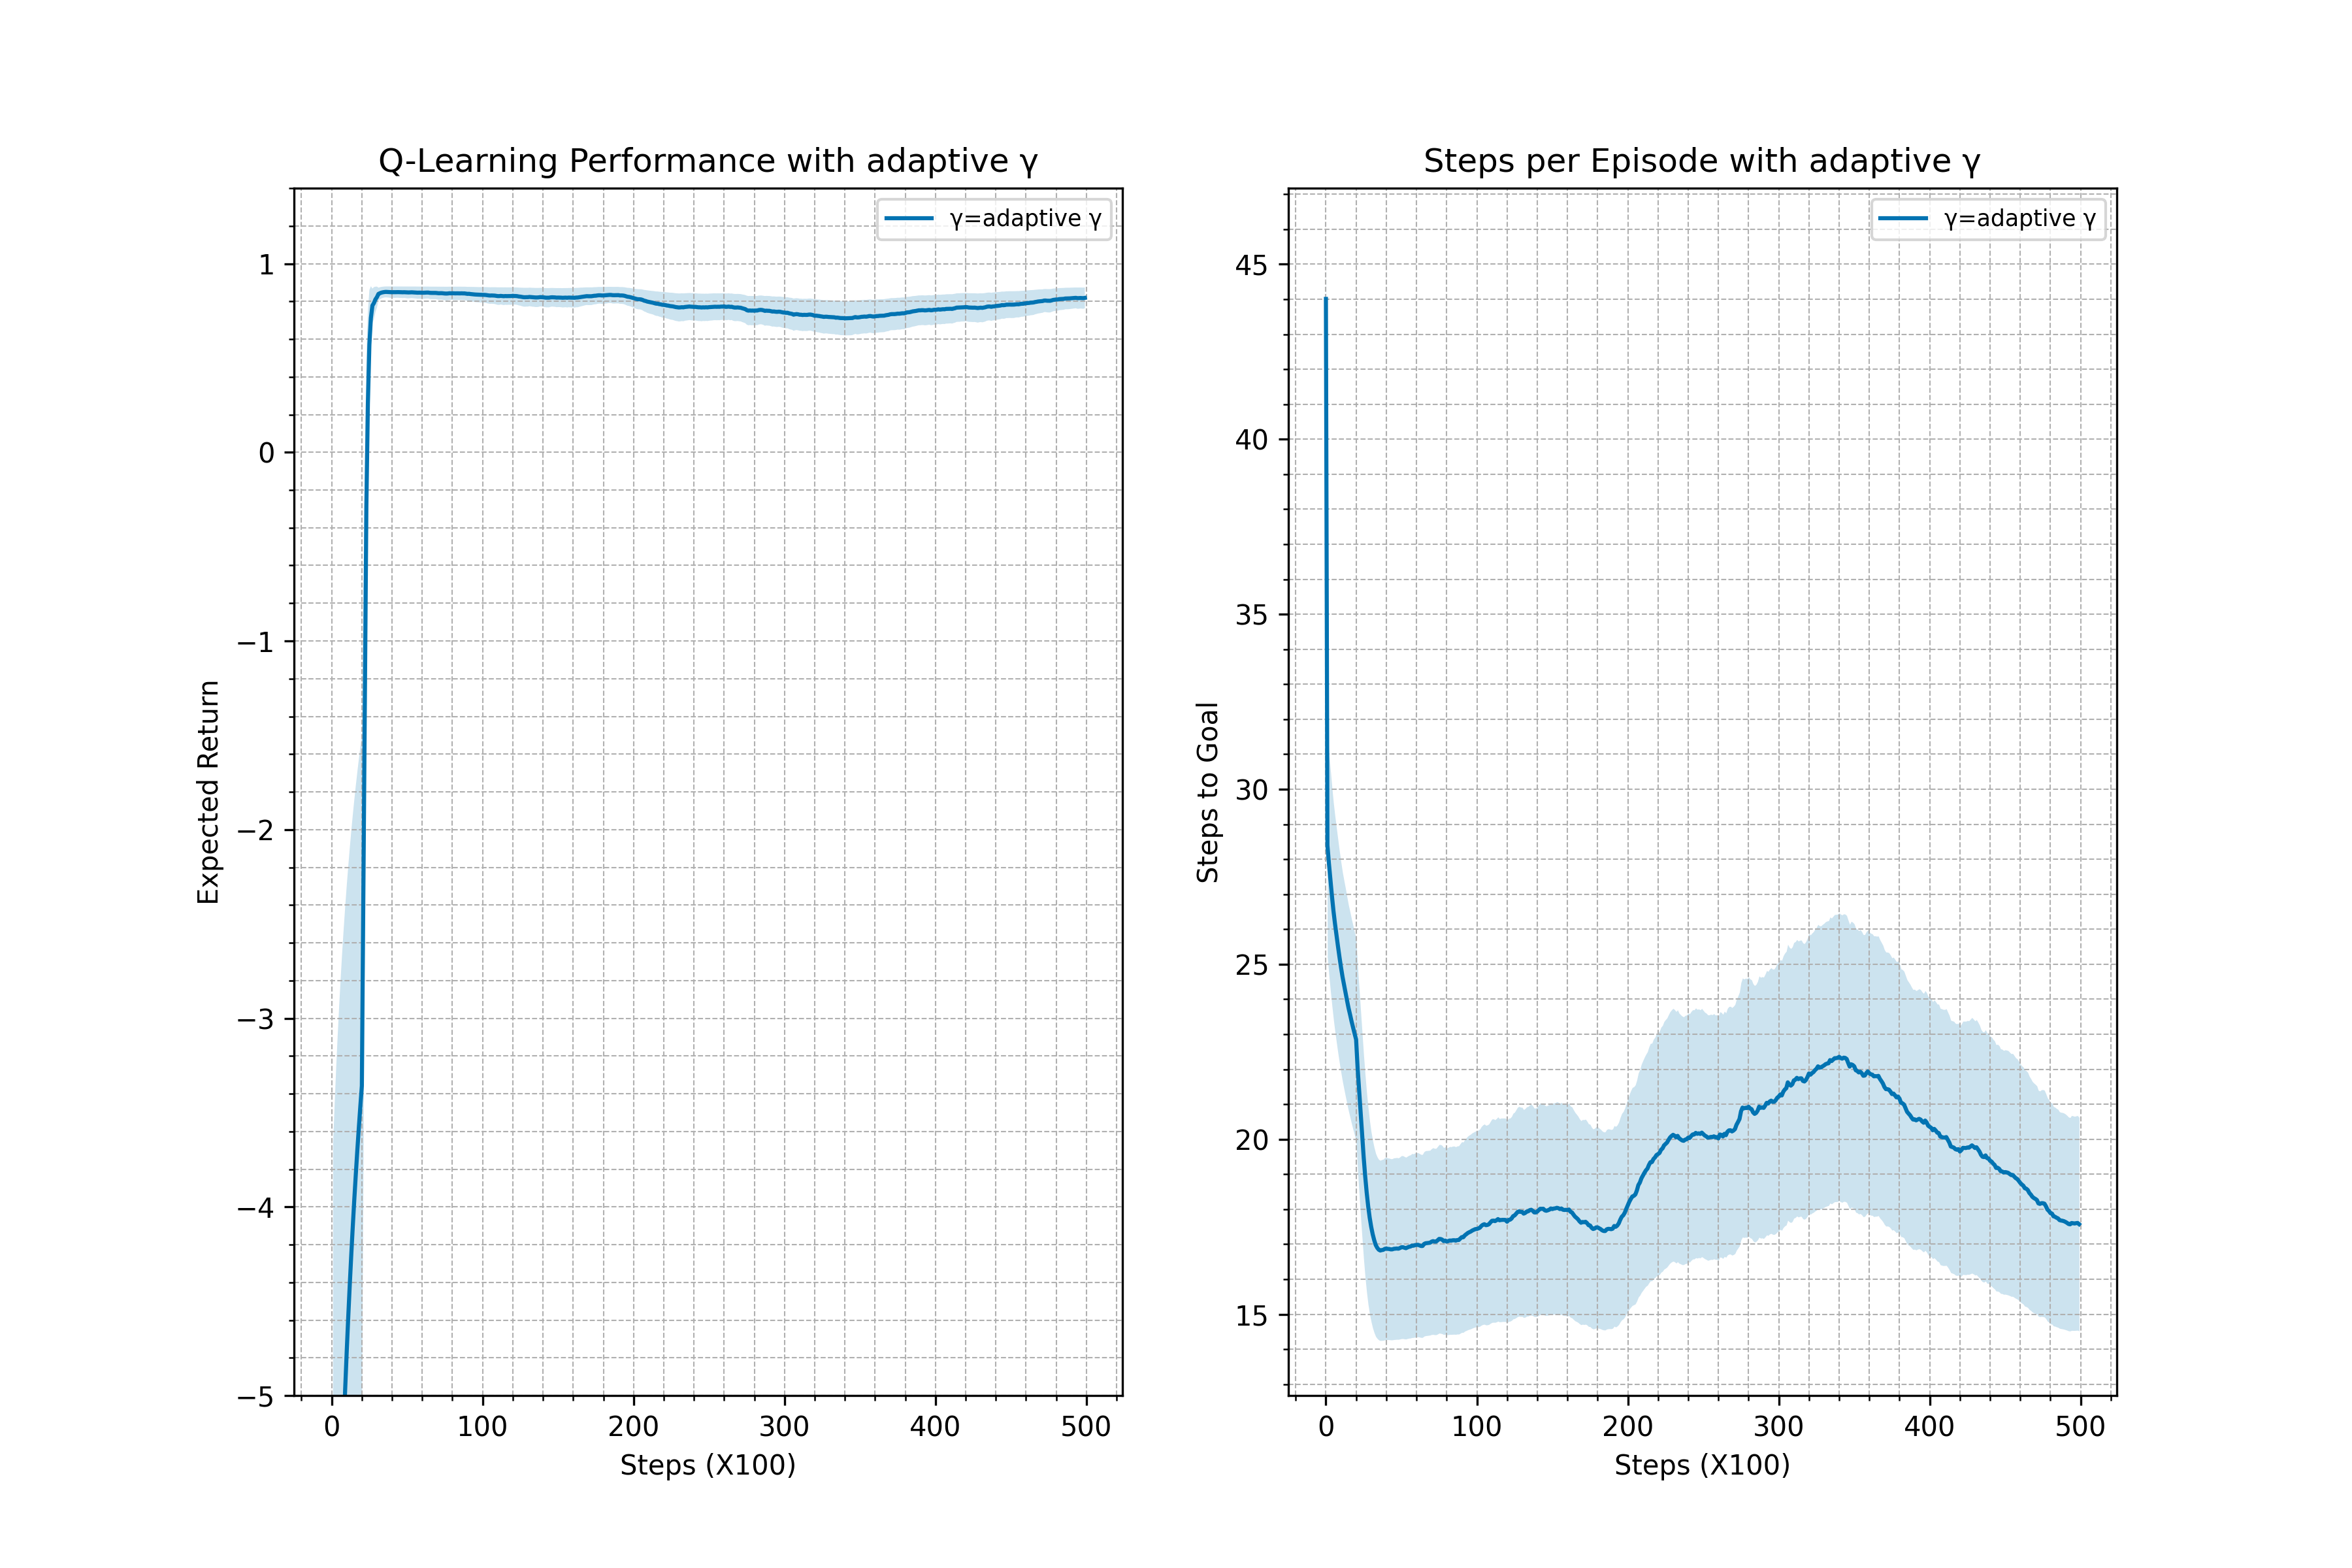 Q-Learning Performance with adaptive γ
γ=adaptive γ
1
0
−1
−2
−3
−4
−5
Expected Return
0 100 200 300 400 500
Steps (X100)
Steps per Episode with adaptive γ
γ=adaptive γ
45
40
35
30
25
20
15
Steps to Goal
0 100 200 300 400 500
Steps (X100)